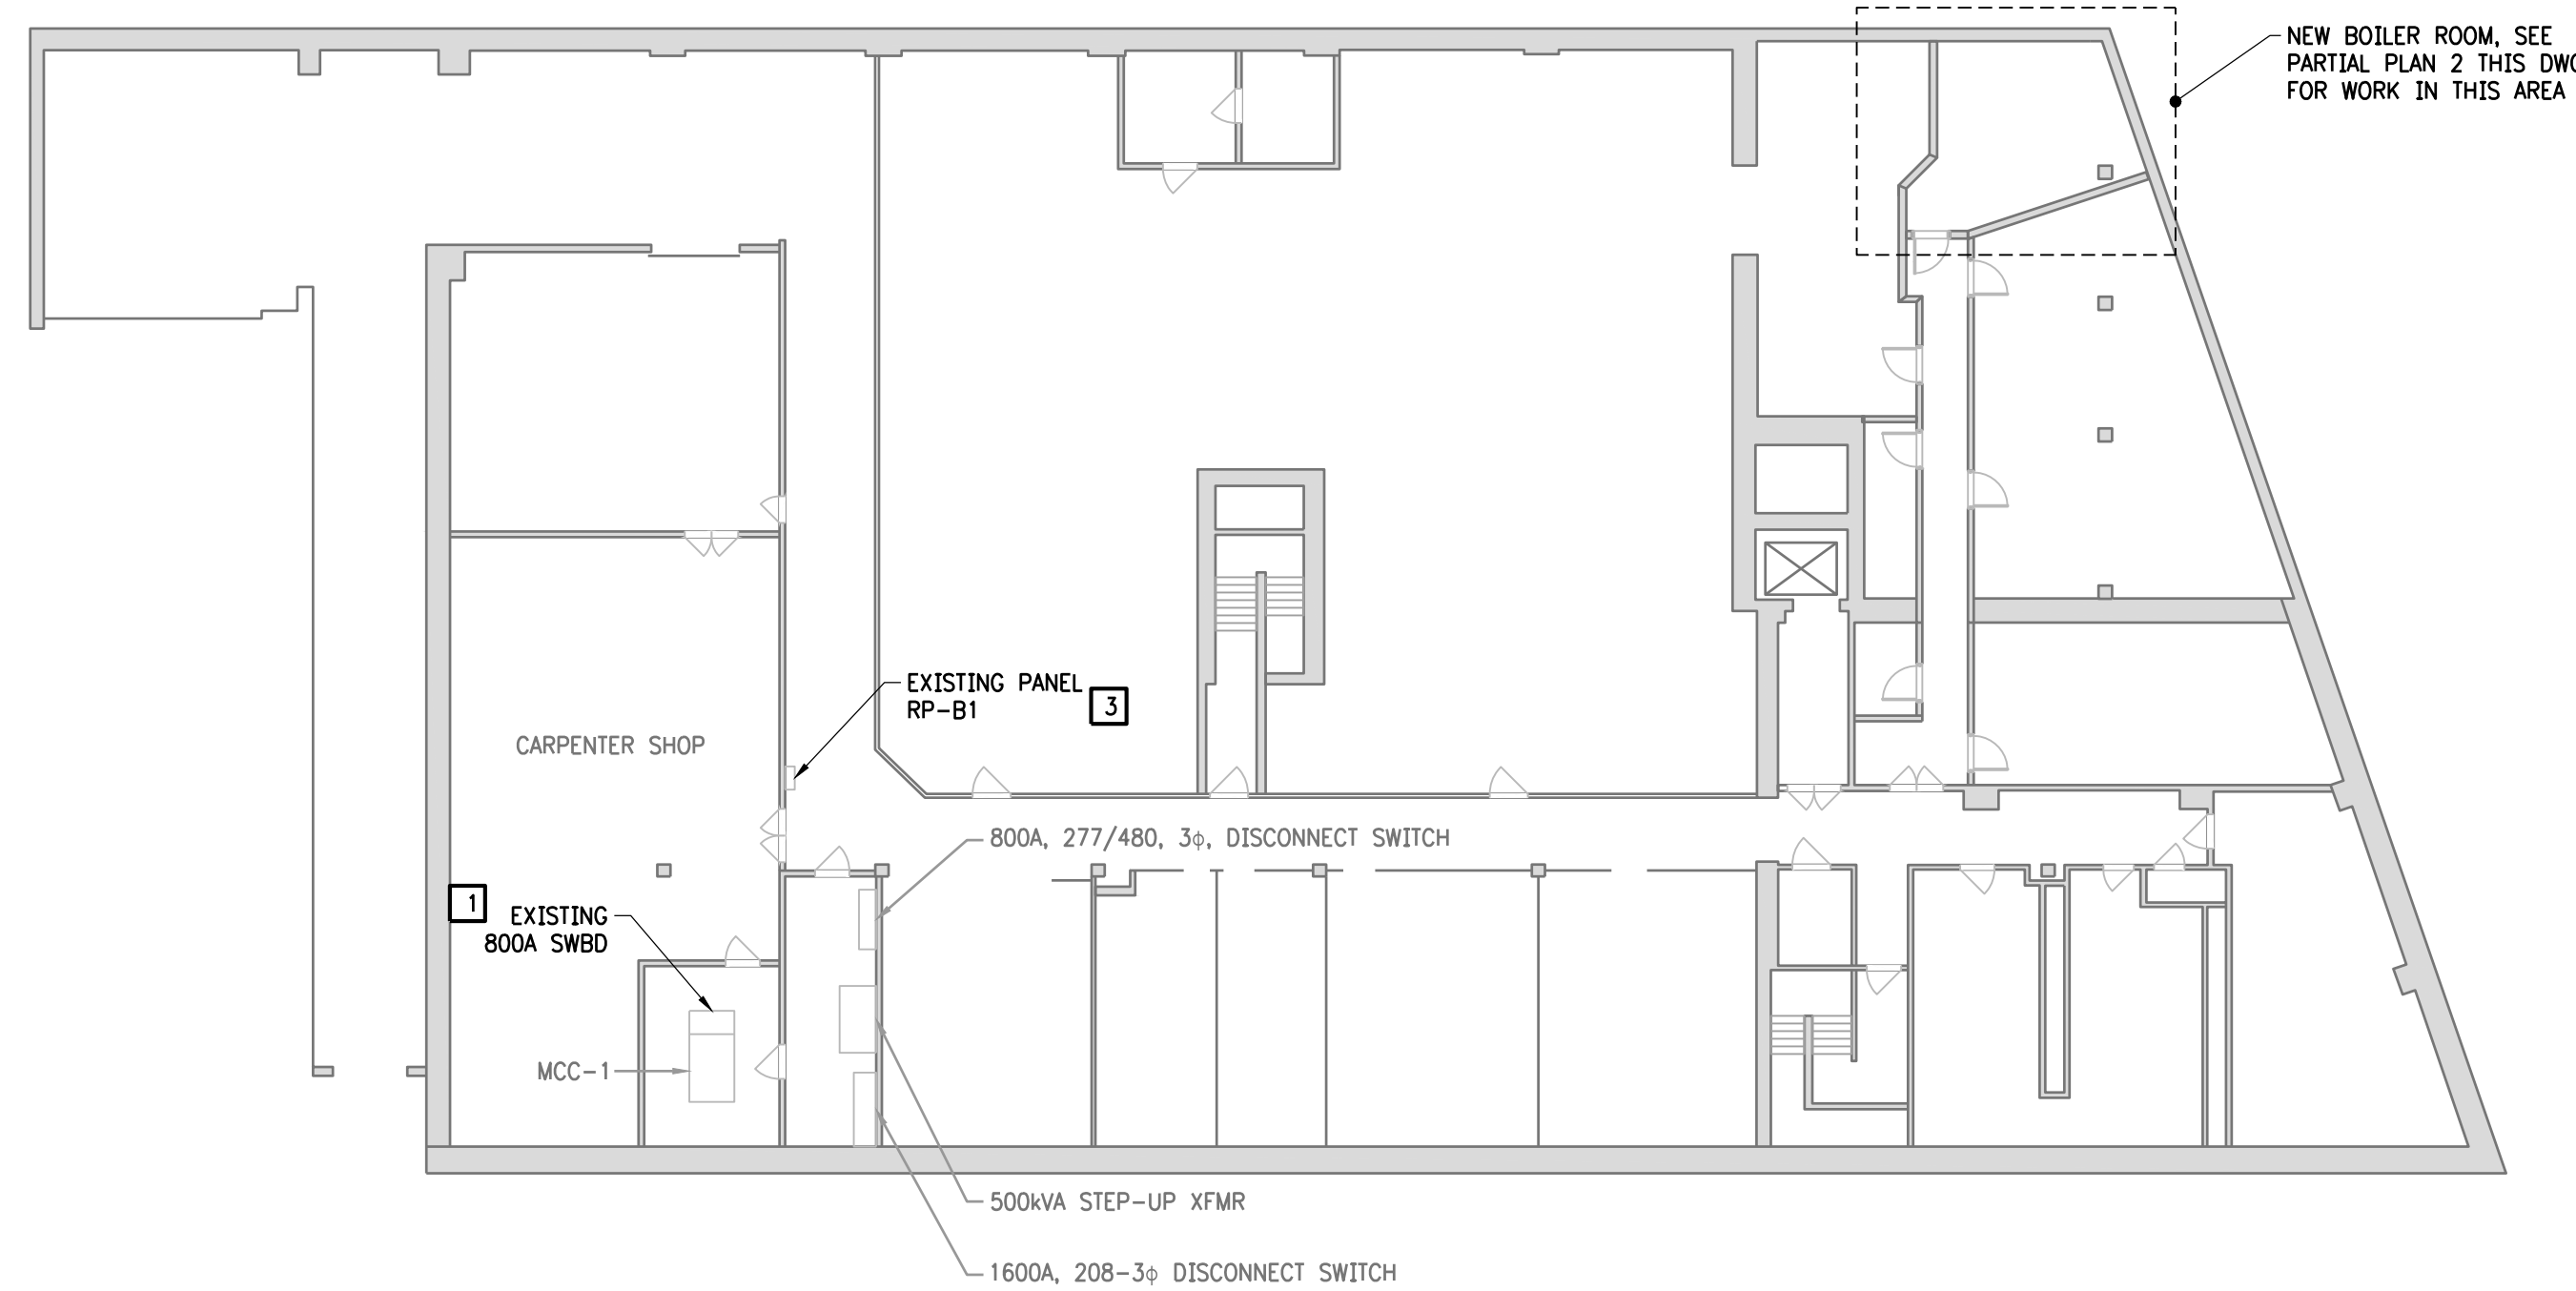 NEW BOILER ROOM, SEE
PARTIAL PLAN 2 THIS
FOR WORK IN THIS AREA
EXISTING PANEL
RP-B1
3
CARPENTER SHOP
800A, 277/480, 3ϕ, DISCONNECT SWITCH
1
EXISTING
800A SWBD
MCC-1
500kVA STEP-UP XFMR
1600A, 208-3ϕ DISCONNECT SWITCH